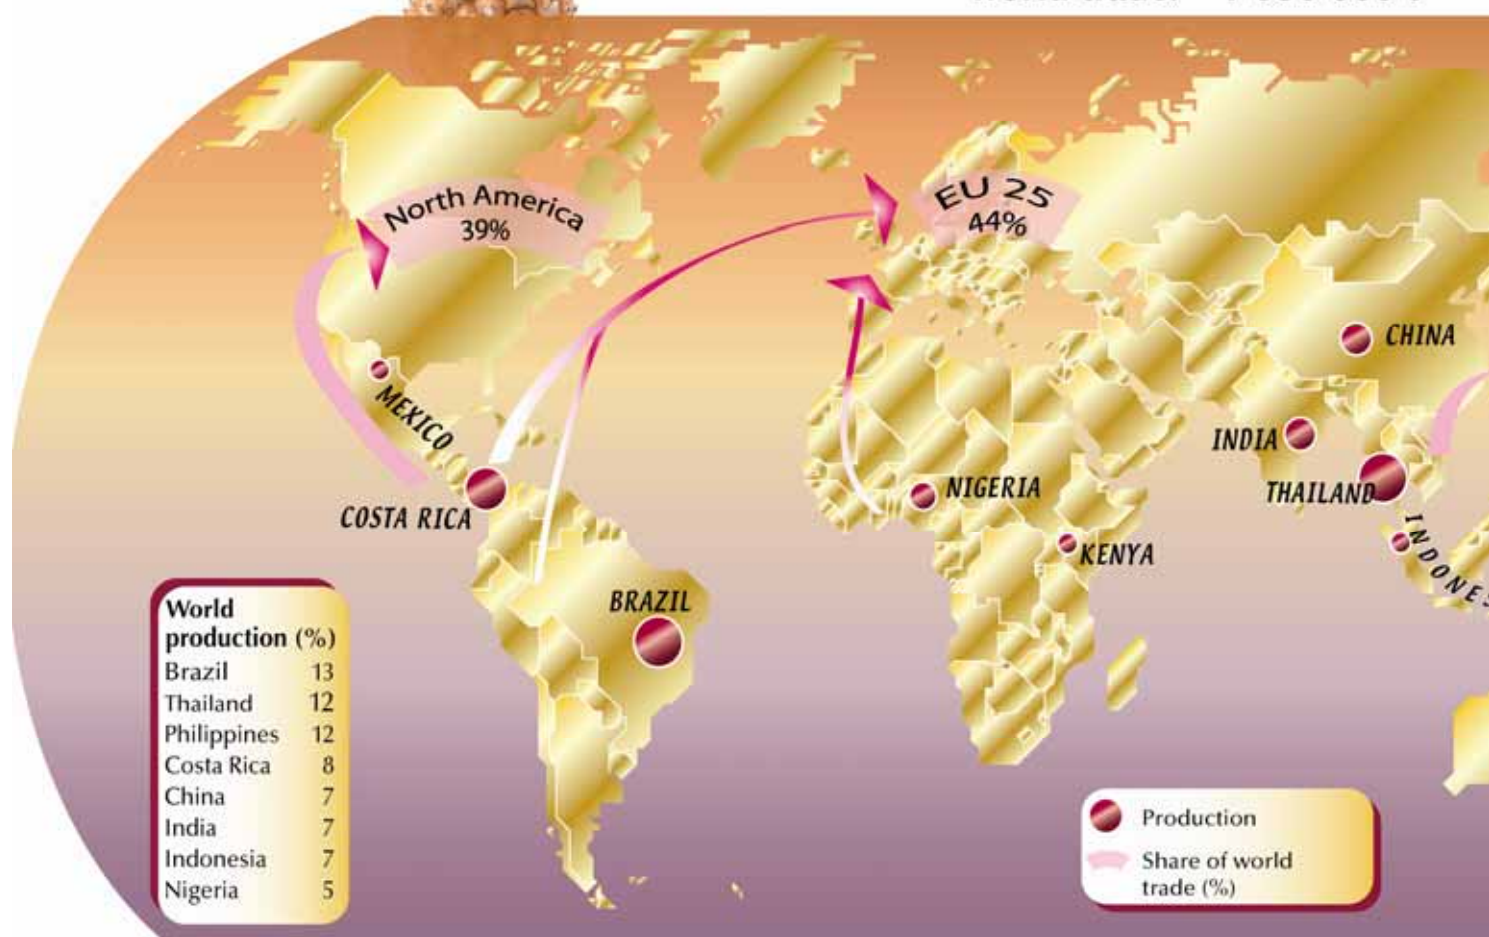 North America
39%
EU 25
44%
CHINA
MEXICO
INDIA
THAILAND
NIGERIA
COSTA RICA
KENYA
INDONES
BRAZIL
World
production (%)
Brazil 13
Thailand 12
Philippines 12
Costa Rica 8
China 7
India 7
Indonesia 7
Nigeria 5
Production
Share of world
trade (%)